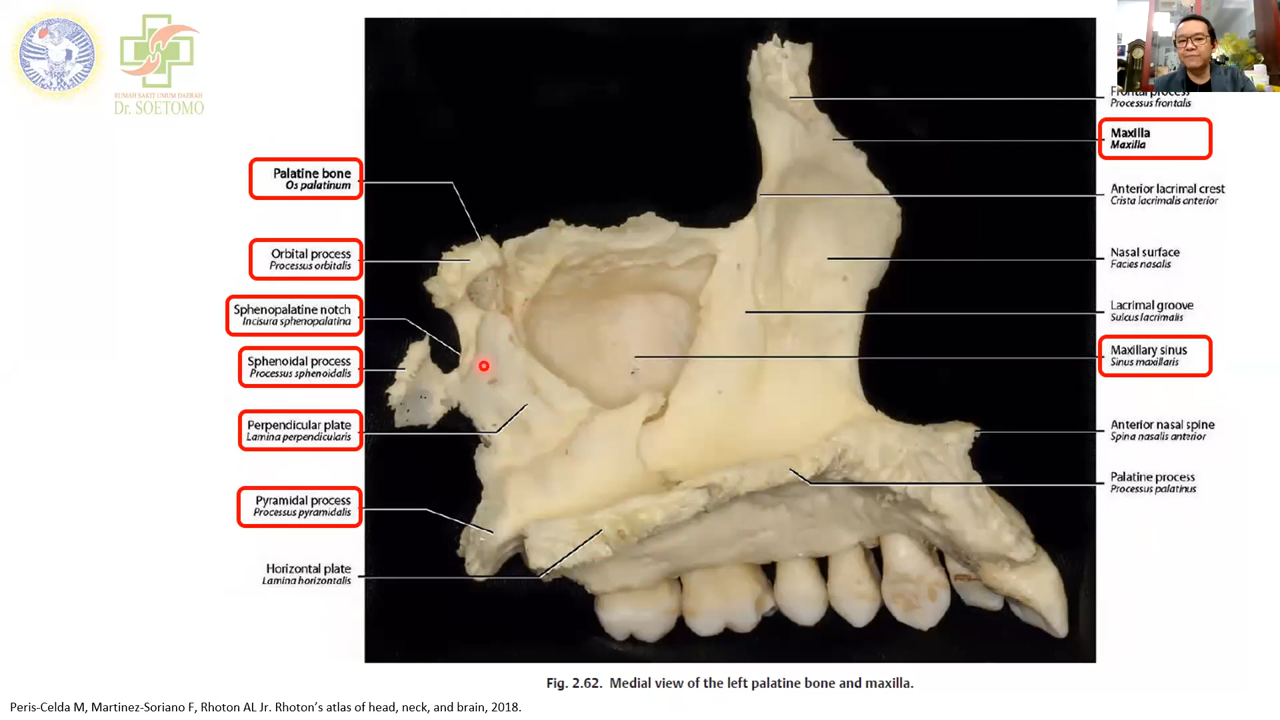 RUMAH SAKIT UMUM DAERAH
Dr. SOETOMO
Palatine bone
Os palatinum
Orbital process
Processus orbitalis
Sphenopalatine notch
Incisura sphenopalatina
Sphenoidal process
Processus sphenoidalis
Perpendicular plate
Lamina perpendicularis
Pyramidal process
Processus pyramidalis
Horizontal plate
Lamina horizontalis
Processus frontalis
Maxilla
Maxilla
Anterior lacrimal crest
Crista lacrimalis anterior
Nasal surface
Facies nasalis
Lacrimal groove
Sulcus lacrimalis
Maxillary sinus
Sinus maxillaris
Anterior nasal spine
Spina nasalis anterior
Palatine process
Processus palatinus
Fig. 2.62. Medial view of the left palatine bone and maxilla.
Peris-Celda M, Martinez-Soriano F, Rhoton AL Jr. Rhoton’s atlas of head, neck, and brain, 2018.